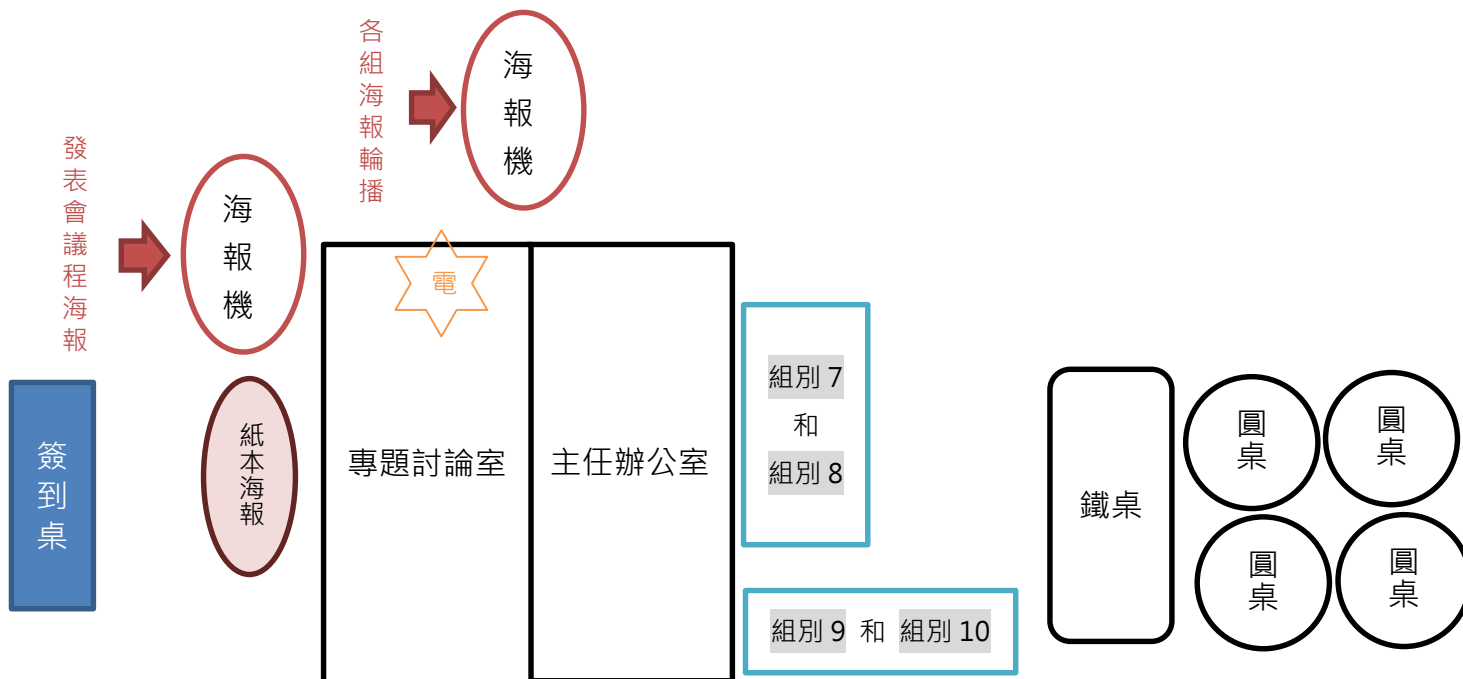 各組海報輪播
海報機
發表會議程海報
海報機
電
簽到桌
紙本海報
專題討論室
主任辦公室
組別 7
和
組別 8
組別 9 和 組別 10
鐵桌
圓桌
圓桌
圓桌
圓桌